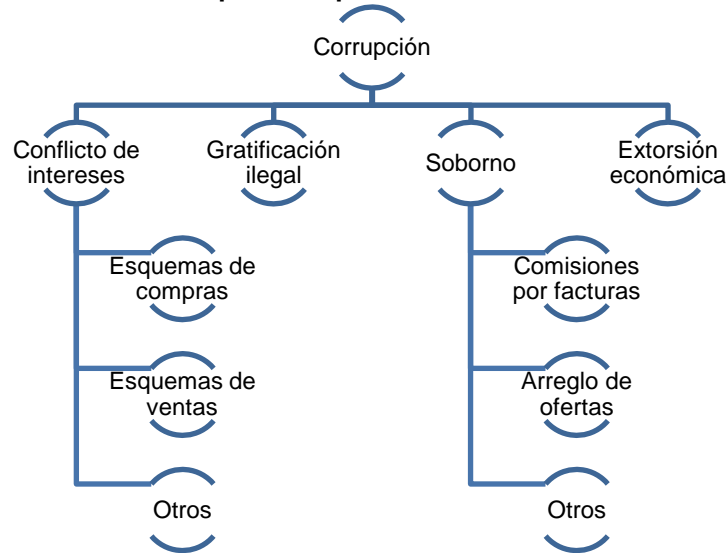 Corrupción
Conflicto de
intereses
Gratificación
ilegal
Soborno
Extorsión
económica
Esquemas de
compras
Comisiones
por facturas
Esquemas de
ventas
Arreglo de
ofertas
Otros
Otros